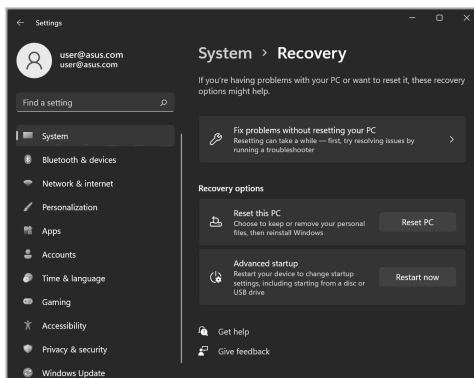 Settings
user@asus.com
user@asus.com
Find a setting
System
Bluetooth & devices
Network & internet
Personalization
Apps
Accounts
Time & language
Gaming
Accessibility
Privacy & security
Windows Update
System > Recovery
If you're having problems with your PC or want to reset it, these recovery
options might help.
Fix problems without resetting your PC
Resetting can take a while — first, try resolving issues by
running a troubleshooter
Recovery options
Reset this PC
Choose to keep or remove your personal
files, then reinstall Windows
Reset PC
Advanced startup
Restart your device to change startup
settings, including starting from a disc or
USB drive
Restart now
Get help
Give feedback